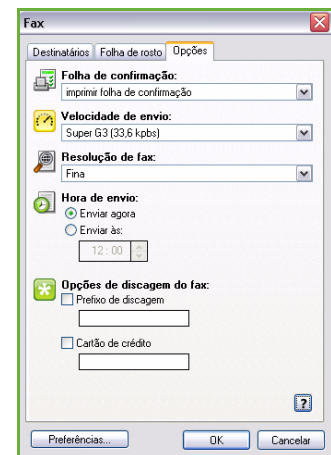 Fax
Destinatários Folha de rosto Opções
Folha de confirmação:
imprimir folha de confirmação
Velocidade de envio:
Super G3 (33,6 kpbs)
Resolução de fax:
Fina
Hora de envio:
Enviar agora
Enviar às:
12:00
Opções de discagem do fax:
Prefixo de discagem
Cartão de crédito
?
Preferências... OK Cancelar